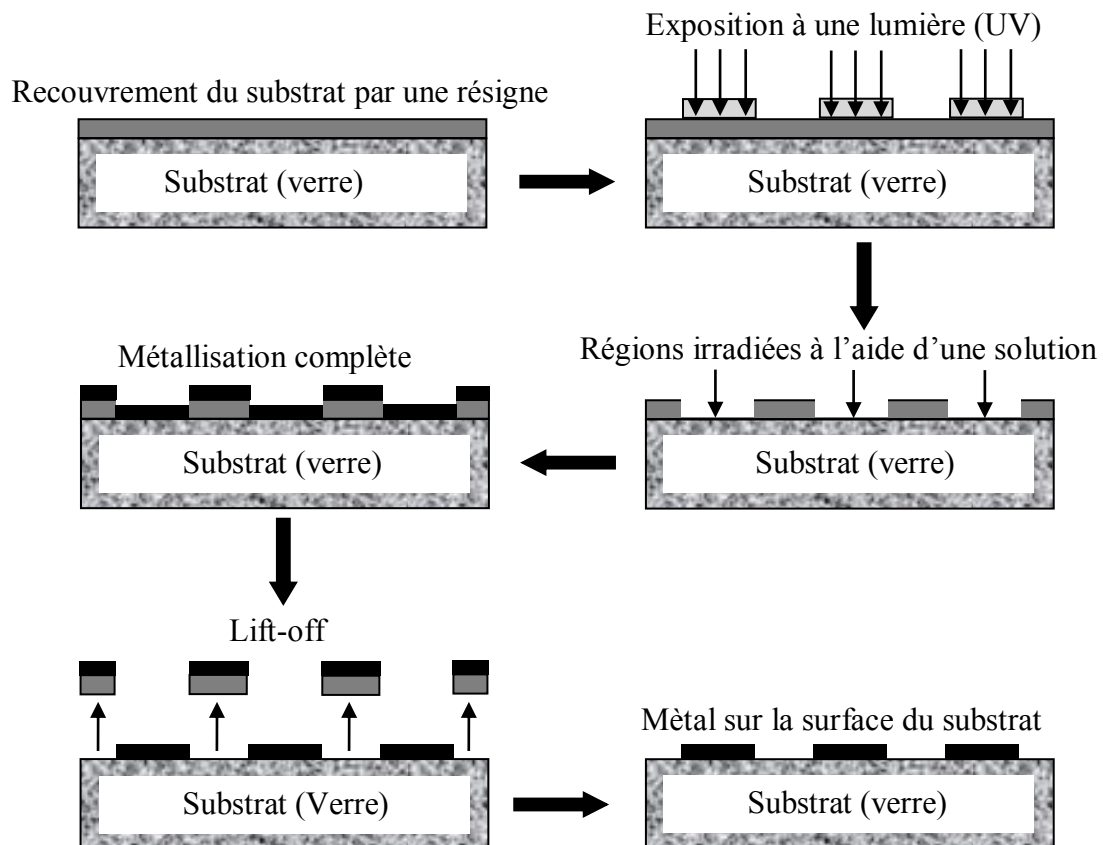 Recouvrement du substrat par une résigne
Substrat (verre)
Exposition à une lumière (UV)
Substrat (verre)
Régions irradiées à l'aide d'une solution
Substrat (verre)
Métallisation complète
Substrat (verre)
Lift-off
Substrat (Verre)
Mètal sur la surface du substrat
Substrat (verre)